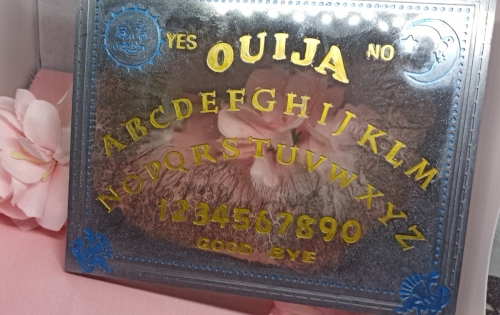 YES OUIJA NO
ABCDEFGHIJKLM
NOPQRSTUVWXYZ
1234567890
GOOD BYE